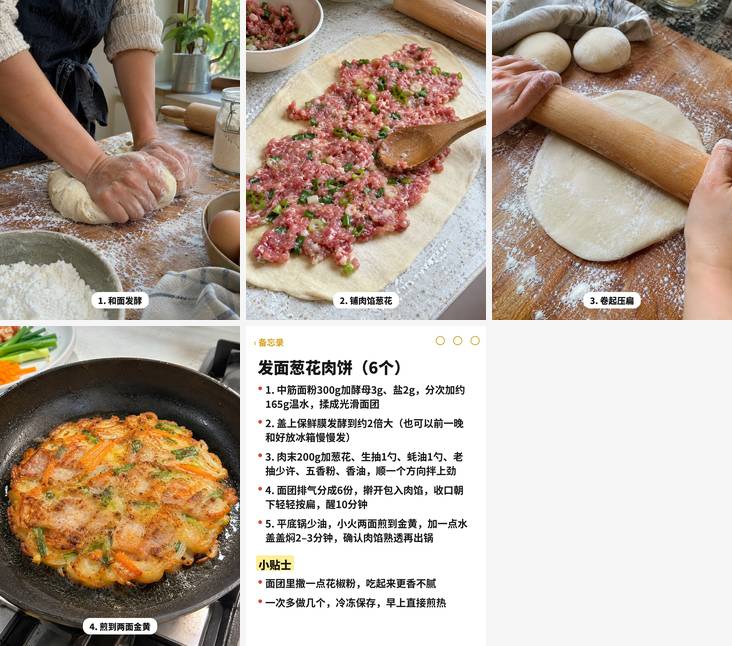 1. 和面发酵
2. 铺肉馅葱花
3. 卷起压扁
4. 煎到两面金黄
‹ 备忘录
发面葱花肉饼（6个）
• 1. 中筋面粉300g加酵母3g、盐2g，分次加约
165g温水，揉成光滑面团
• 2. 盖上保鲜膜发酵到约2倍大（也可以前一晚
和好放冰箱慢慢发）
• 3. 肉末200g加葱花、生抽1勺、蚝油1勺、老
抽少许、五香粉、香油，顺一个方向拌上劲
• 4. 面团排气分成6份，擀开包入肉馅，收口朝
下轻轻按扁，醒10分钟
• 5. 平底锅少油，小火两面煎到金黄，加一点水
盖盖焖2–3分钟，确认肉馅熟透再出锅
小贴士
• 面团里撒一点花椒粉，吃起来更香不腻
• 一次多做几个，冷冻保存，早上直接煎热